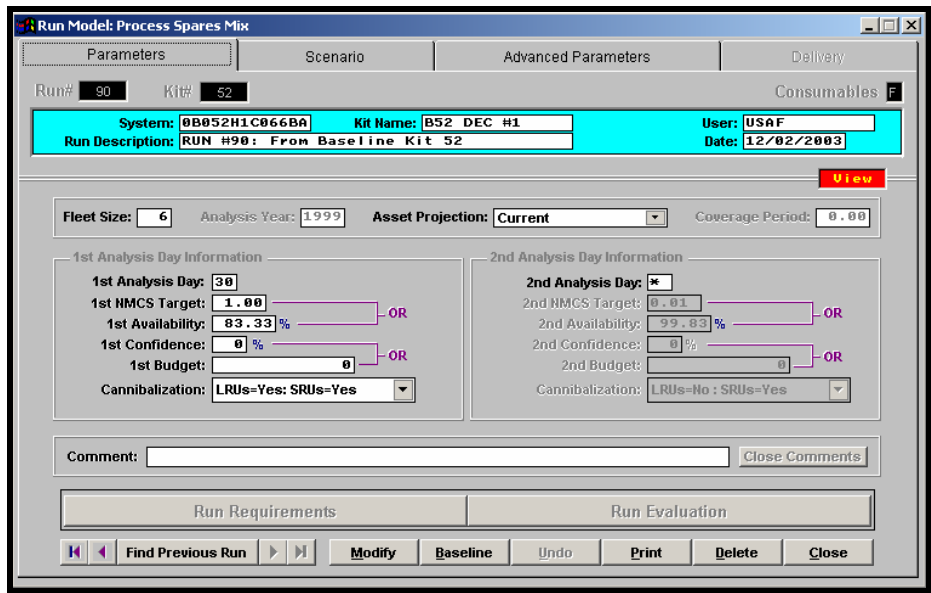 Run Model: Process Spares Mix
Parameters Scenario Advanced Parameters Delivery
Run# 90 Kit# 52 Consumables F
System: 0B052H1C066BA Kit Name: B52 DEC #1 User: USAF
Run Description: RUN #90: From Baseline Kit 52 Date: 12/02/2003
View
Fleet Size: 6 Analysis Year: 1999 Asset Projection: Current Coverage Period: 0.00
1st Analysis Day Information
1st Analysis Day: 30
1st NMCS Target: 1.00
OR
1st Availability: 83.33 %
1st Confidence: 0 %
OR
1st Budget: 0
Cannibalization: LRUs=Yes: SRUs=Yes
2nd Analysis Day Information
2nd Analysis Day: *
2nd NMCS Target: 0.01
OR
2nd Availability: 99.83 %
2nd Confidence: 0 %
OR
2nd Budget: 0
Cannibalization: LRUs=No : SRUs=Yes
Comment: Close Comments
Run Requirements Run Evaluation
Find Previous Run Modify Baseline Undo Print Delete Close